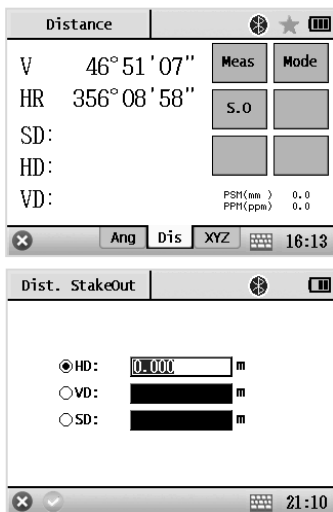 Distance
V 46°51'07" Meas Mode
HR 356°08'58" S.O
SD:
HD:
VD: PSM(mm ) 0.0
PPM(ppm) 0.0
Ang Dis XYZ 16:13
Dist. StakeOut
HD: 0.000 m
VD: m
SD: m
21:10